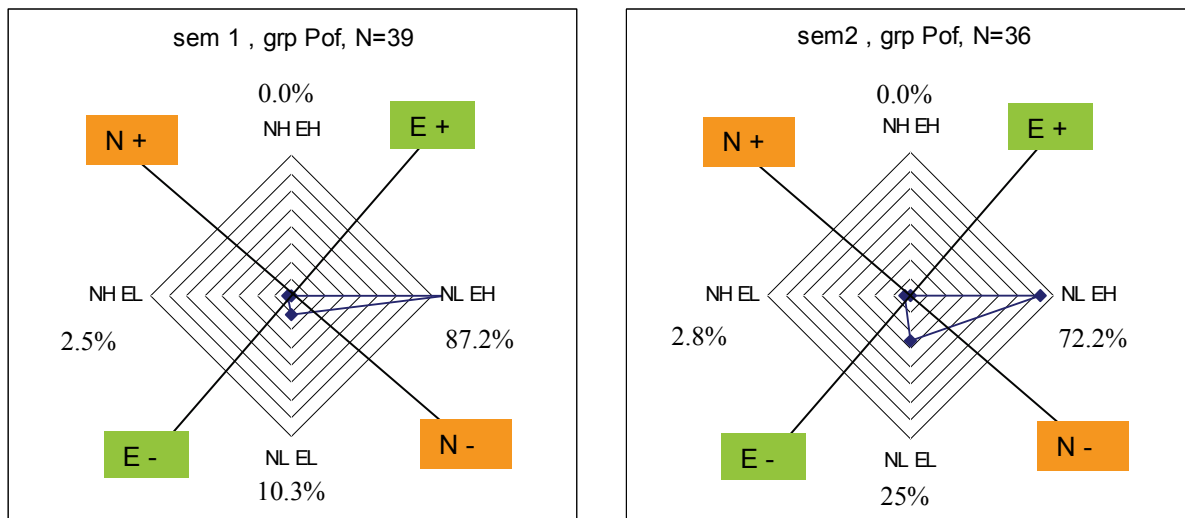 sem 1 , grp Pof, N=39
0.0%
NH EH
N +
E +
NH EL
2.5%
NL EH
87.2%
E -
N -
NL EL
10.3%
sem2 , grp Pof, N=36
0.0%
NH EH
N +
E +
NH EL
2.8%
NL EH
72.2%
E -
N -
NL EL
25%